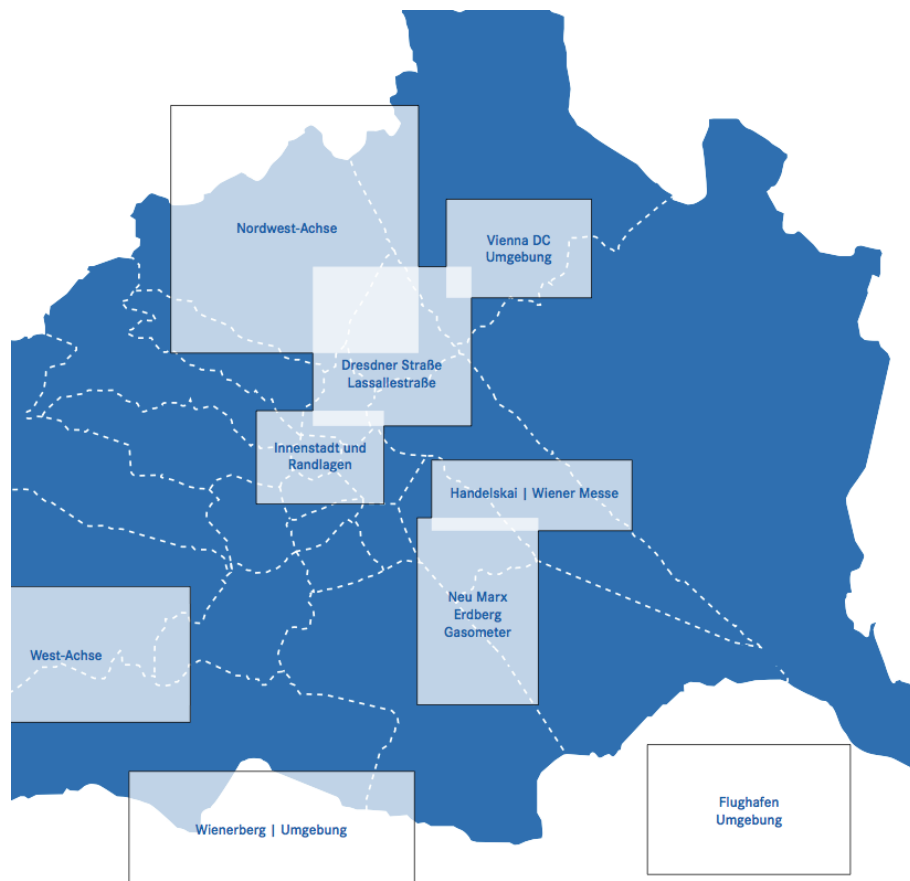 Nordwest-Achse
Vienna DC
Umgebung
Dresdner Straße
Lassallestraße
Innenstadt und
Randlagen
Handelskai | Wiener Messe
Neu Marx
Erdberg
Gasometer
West-Achse
Flughafen
Umgebung
Wienerberg | Umgebung